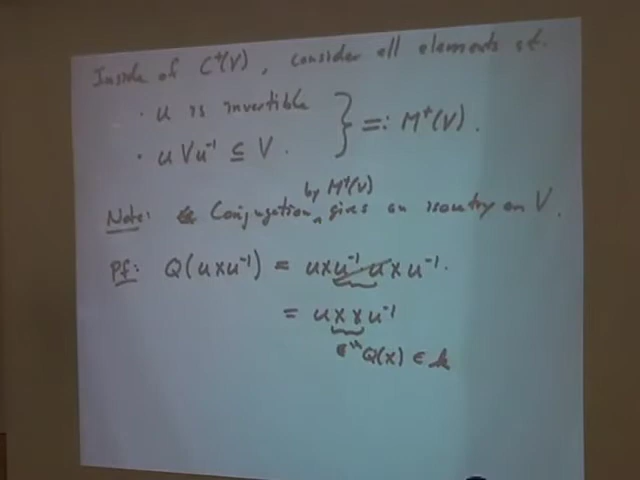 Inside of C⁺(V), consider all elements s.t.
· u is invertible
· u V u⁻¹ ⊆ V.
} =: M⁺(V).
by M⁺(V)
Note: Conjugation ‸ gives an isometry on V.
Pf: Q(uxu⁻¹) = uxu⁻¹uxu⁻¹.
= uxxu⁻¹
Q(x) ∈ k